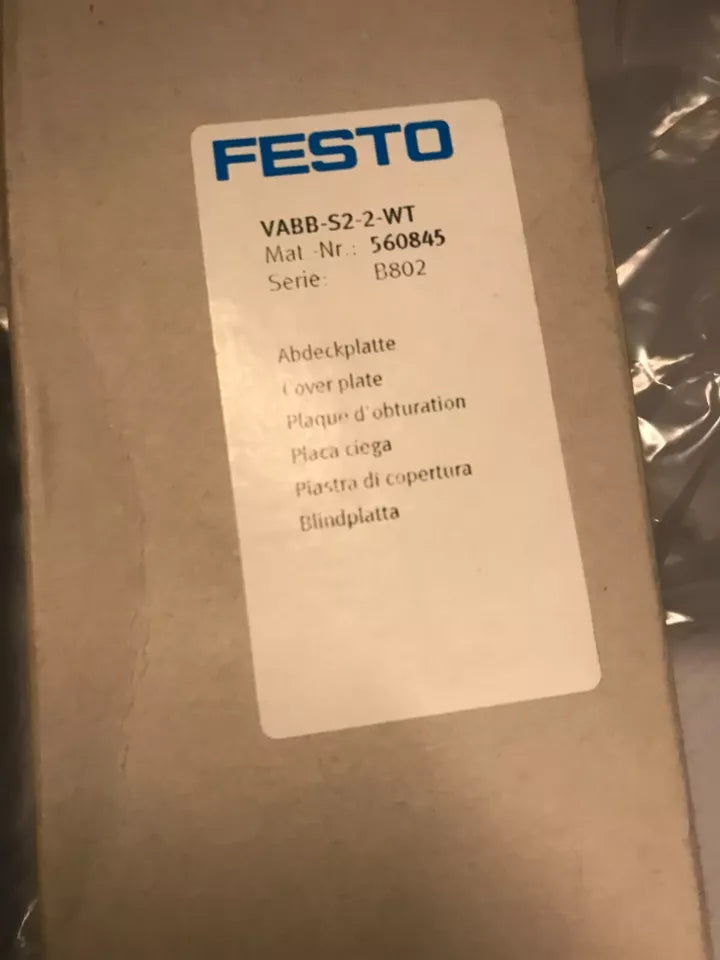 FESTO
VABB-S2-2-WT
Mat.-Nr.: 560845
Serie: B802
Abdeckplatte
Cover plate
Plaque d'obturation
Placa ciega
Piastra di copertura
Blindplatta